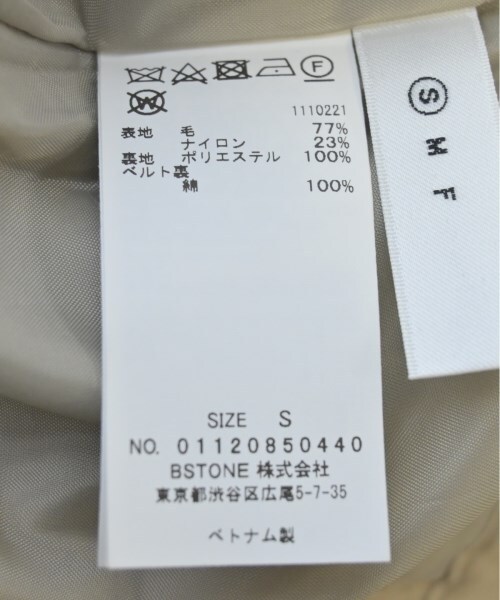 F
W
1110221
表地 毛 77%
ナイロン 23%
裏地 ポリエステル 100%
ベルト裏
綿 100%
SIZE S
NO. 01120850440
BSTONE 株式会社
東京都渋谷区広尾5-7-35
ベトナム製
S M F